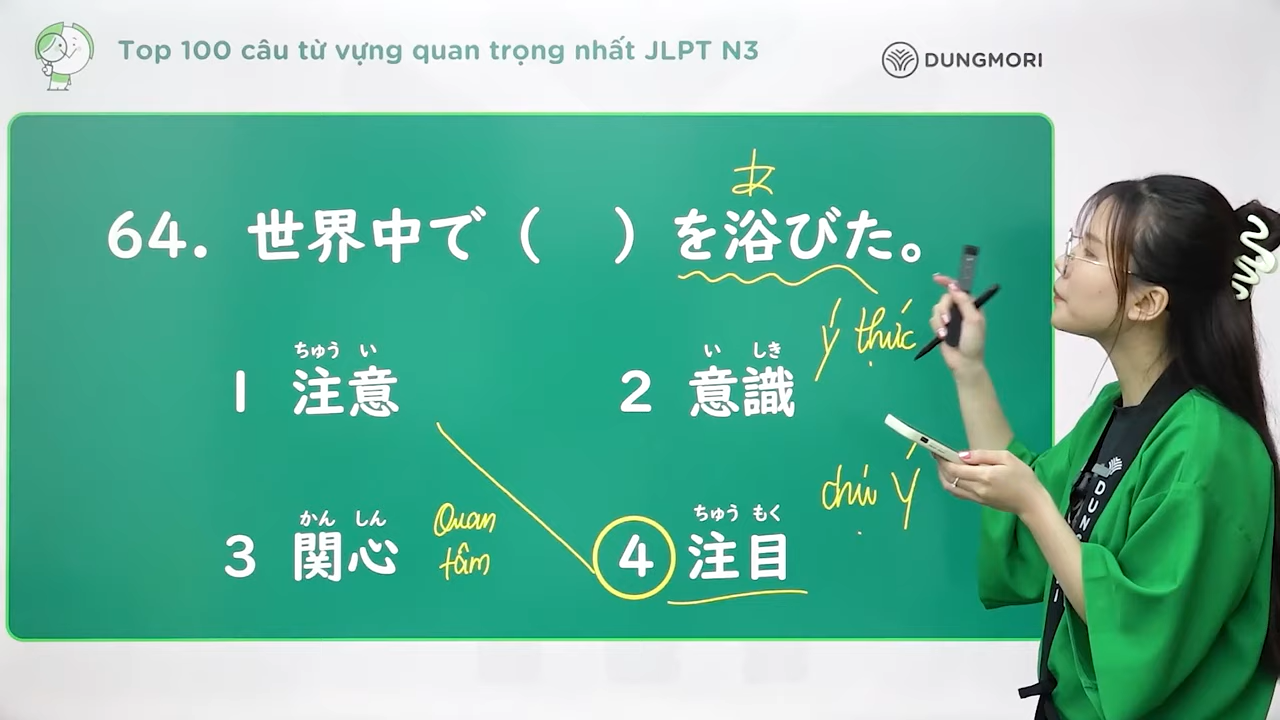 Top 100 câu từ vựng quan trọng nhất JLPT N3
DUNGMORI
あ
64. 世界中で（　）を浴びた。
ý thức
ちゅう い
1 注意
い しき
2 意識
chú ý
かん しん
3 関心
Quan
tâm
ちゅう もく
4 注目